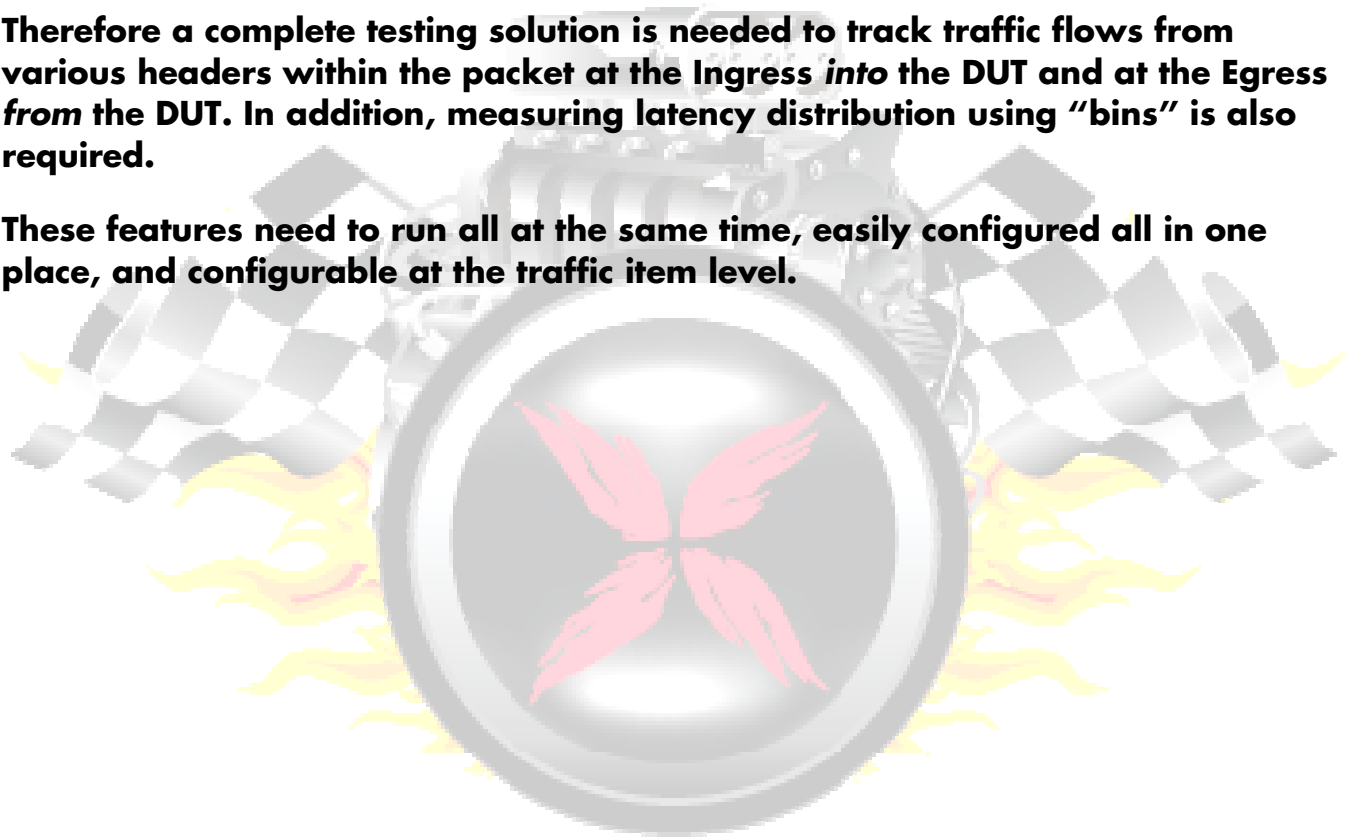 Therefore a complete testing solution is needed to track traffic flows from
various headers within the packet at the Ingress into the DUT and at the Egress
from the DUT. In addition, measuring latency distribution using “bins” is also
required.
These features need to run all at the same time, easily configured all in one
place, and configurable at the traffic item level.